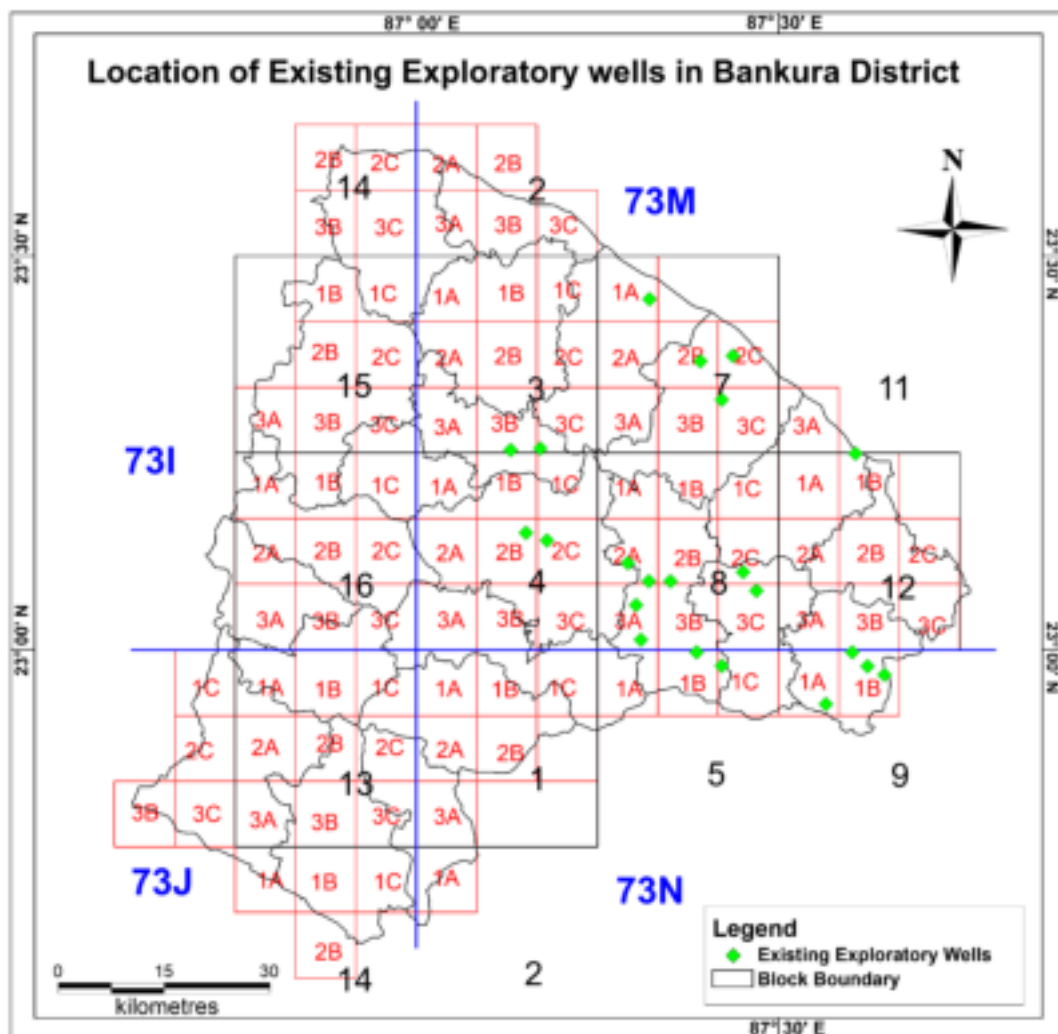 87° 00' E 87° 30' E
Location of Existing Exploratory wells in Bankura District
2B 2C 2A 2B
14 2
73M
N
3B 3C 3A 3B 3C
23° 30' N 23° 30' N
1B 1C 1A 1B 1C 1A
2B 2C 2A 2B 2C 2A 2B 2C
15 3 7 11
3A 3B 3C 3A 3B 3C 3A 3B 3C 3A
73I
1A 1B 1C 1A 1B 1C 1A 1B 1C 1A 1B
2A 2B 2C 2A 2B 2C 2A 2B 2C 2A 2B 2C
16 4 8 12
3A 3B 3C 3A 3B 3C 3A 3B 3C 3A 3B 3C
23° 00' N 23° 00' N
1C 1A 1B 1C 1A 1B 1C 1A 1B 1C 1A 1B
2C 2A 2B 2C 2A 2B
13 1 5 9
3B 3C 3A 3B 3C 3A
73J 73N
1A 1B 1C 1A
2B
14 2
Legend
Existing Exploratory Wells
Block Boundary
0 15 30
kilometres
87° 30' E